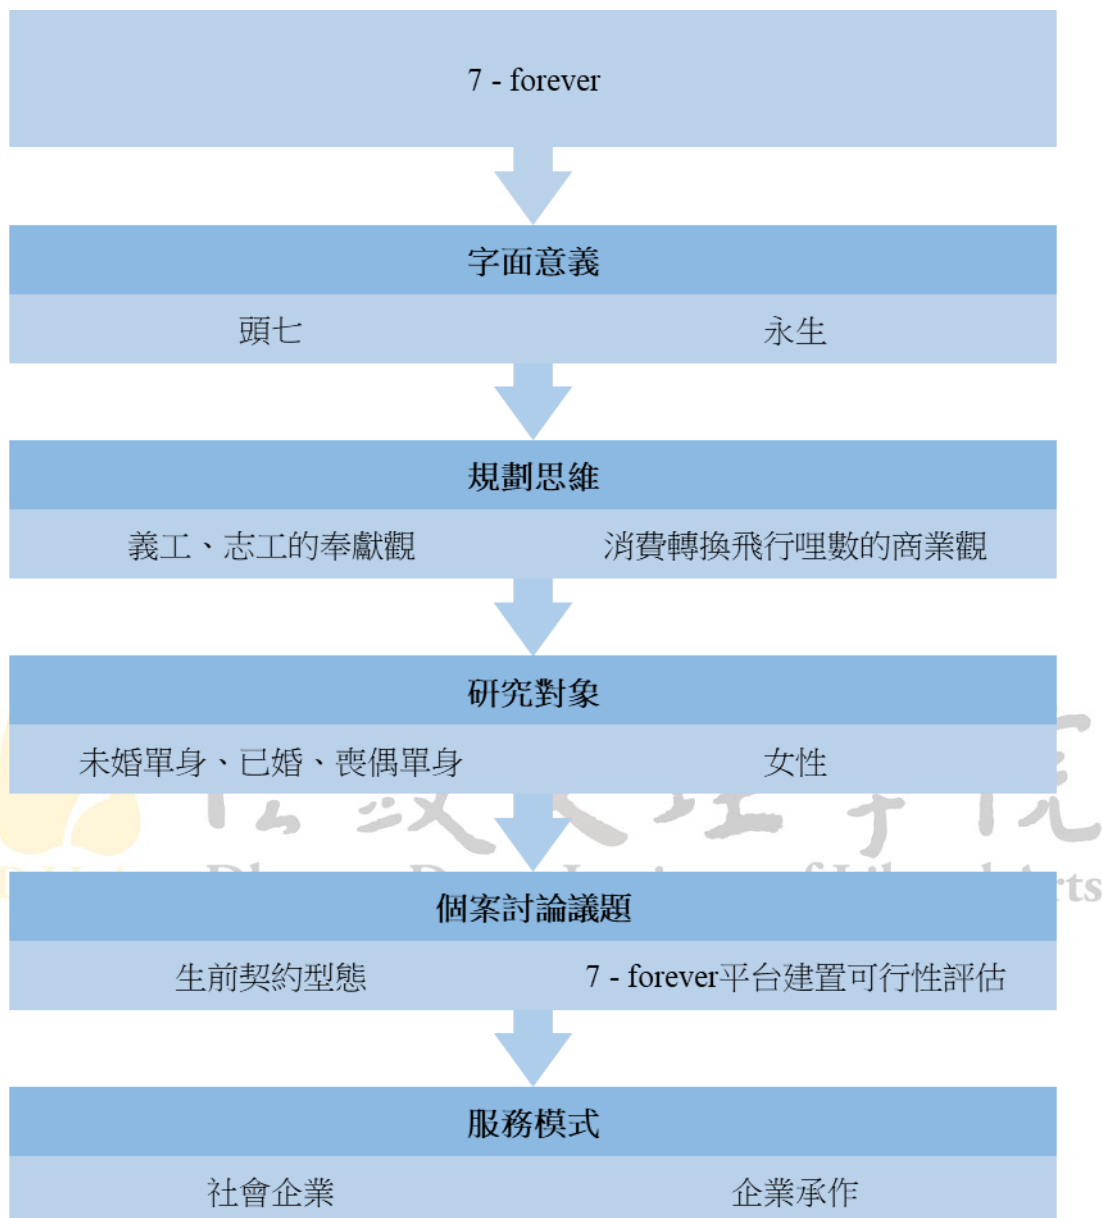 7 - forever
字面意義
頭七 永生
規劃思維
義工、志工的奉獻觀 消費轉換飛行哩數的商業觀
研究對象
未婚單身、已婚、喪偶單身 女性
個案討論議題
生前契約型態 7 - forever平台建置可行性評估
服務模式
社會企業 企業承作